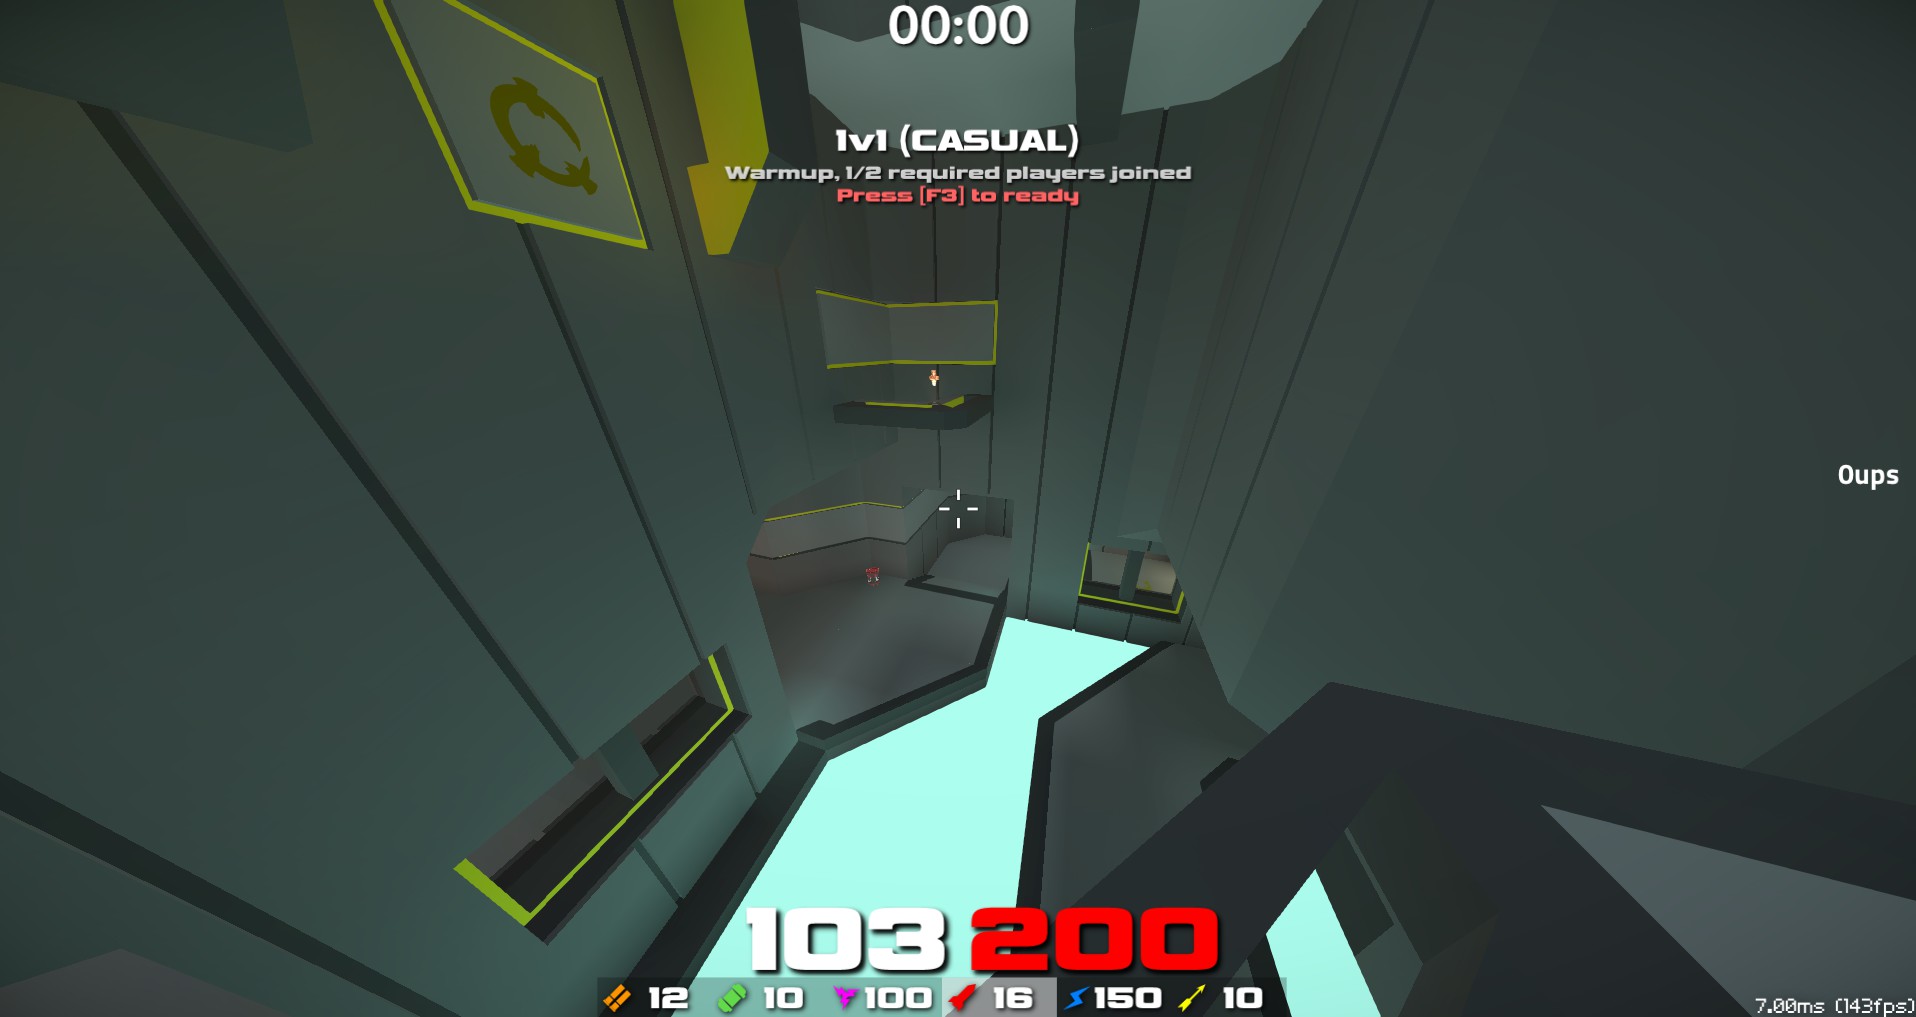 00:00
1v1 (CASUAL)
Warmup, 1/2 required players joined
Press [F3] to ready
Oups
103 200
12 10 100 16 150 10
7.00ms (143fps)